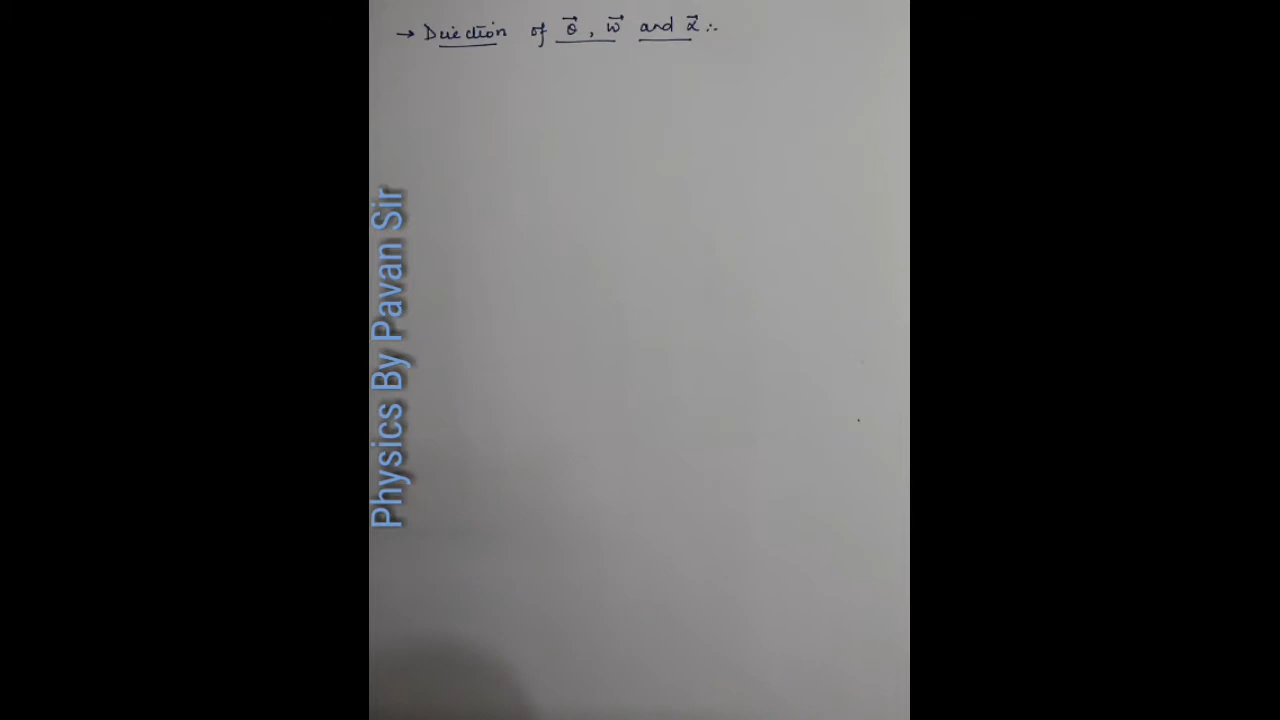 → Direction of θ⃗, ω⃗ and α⃗ :-
Physics By Pavan Sir